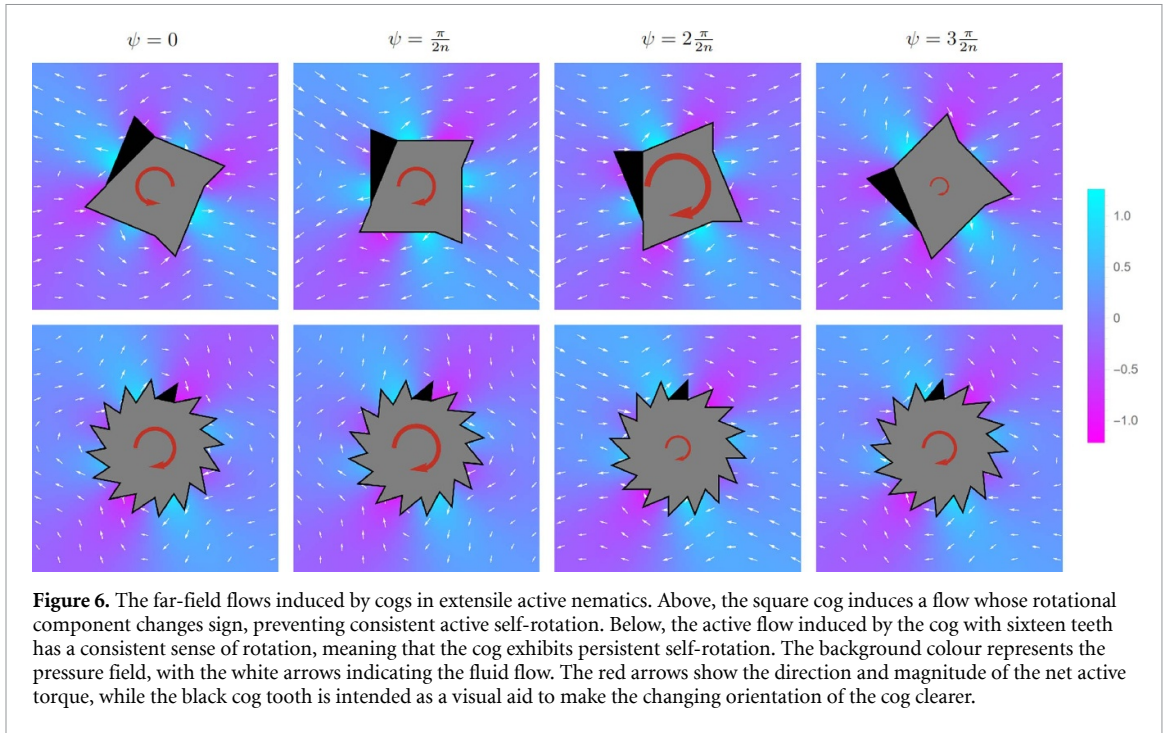 ψ = 0
ψ = π/2n
ψ = 2 π/2n
ψ = 3 π/2n
1.0
0.5
0
−0.5
−1.0
Figure 6. The far-field flows induced by cogs in extensile active nematics. Above, the square cog induces a flow whose rotational
component changes sign, preventing consistent active self-rotation. Below, the active flow induced by the cog with sixteen teeth
has a consistent sense of rotation, meaning that the cog exhibits persistent self-rotation. The background colour represents the
pressure field, with the white arrows indicating the fluid flow. The red arrows show the direction and magnitude of the net active
torque, while the black cog tooth is intended as a visual aid to make the changing orientation of the cog clearer.